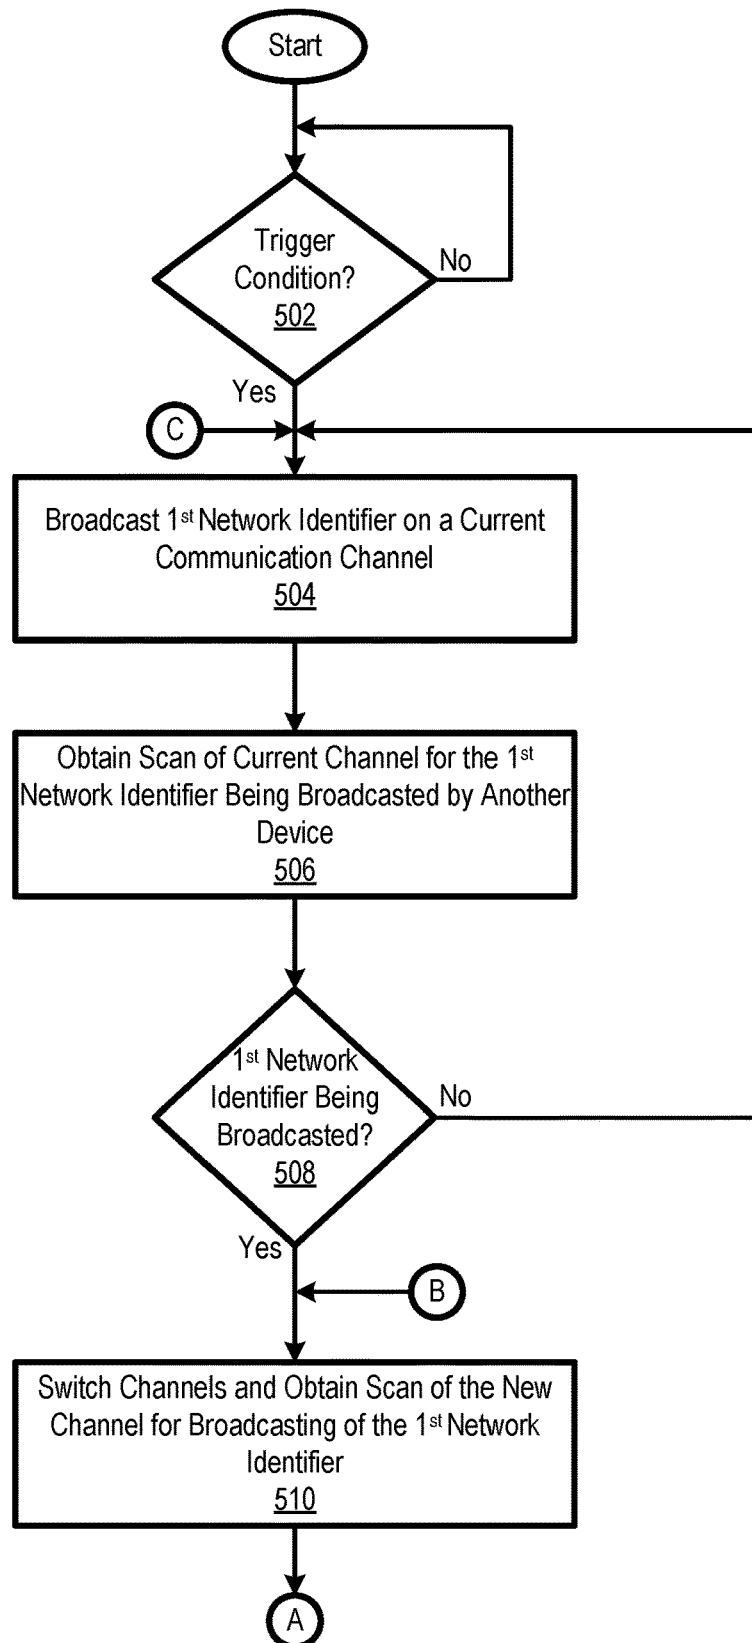 Start
Trigger
Condition?
502
No
Yes
C
Broadcast 1st Network Identifier on a Current
Communication Channel
504
Obtain Scan of Current Channel for the 1st
Network Identifier Being Broadcasted by Another
Device
506
1st Network
Identifier Being
Broadcasted?
508
No
Yes
B
Switch Channels and Obtain Scan of the New
Channel for Broadcasting of the 1st Network
Identifier
510
A